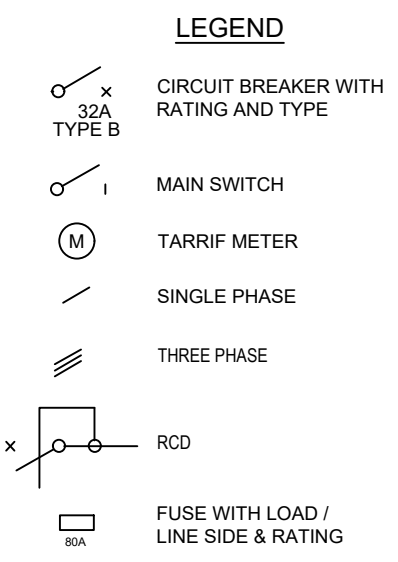 LEGEND
CIRCUIT BREAKER WITH
RATING AND TYPE
32A
TYPE B
MAIN SWITCH
M
TARRIF METER
SINGLE PHASE
THREE PHASE
RCD
FUSE WITH LOAD /
LINE SIDE & RATING
80A